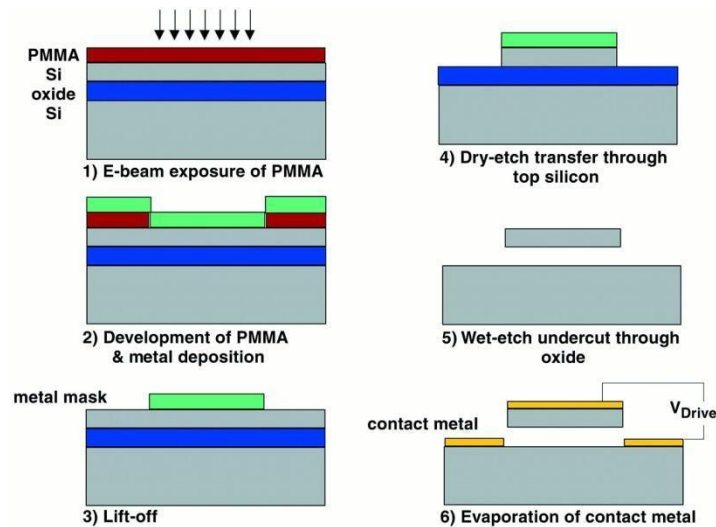 PMMA
Si
oxide
Si
1) E-beam exposure of PMMA
2) Development of PMMA
& metal deposition
metal mask
3) Lift-off
4) Dry-etch transfer through
top silicon
5) Wet-etch undercut through
oxide
contact metal
VDrive
6) Evaporation of contact metal